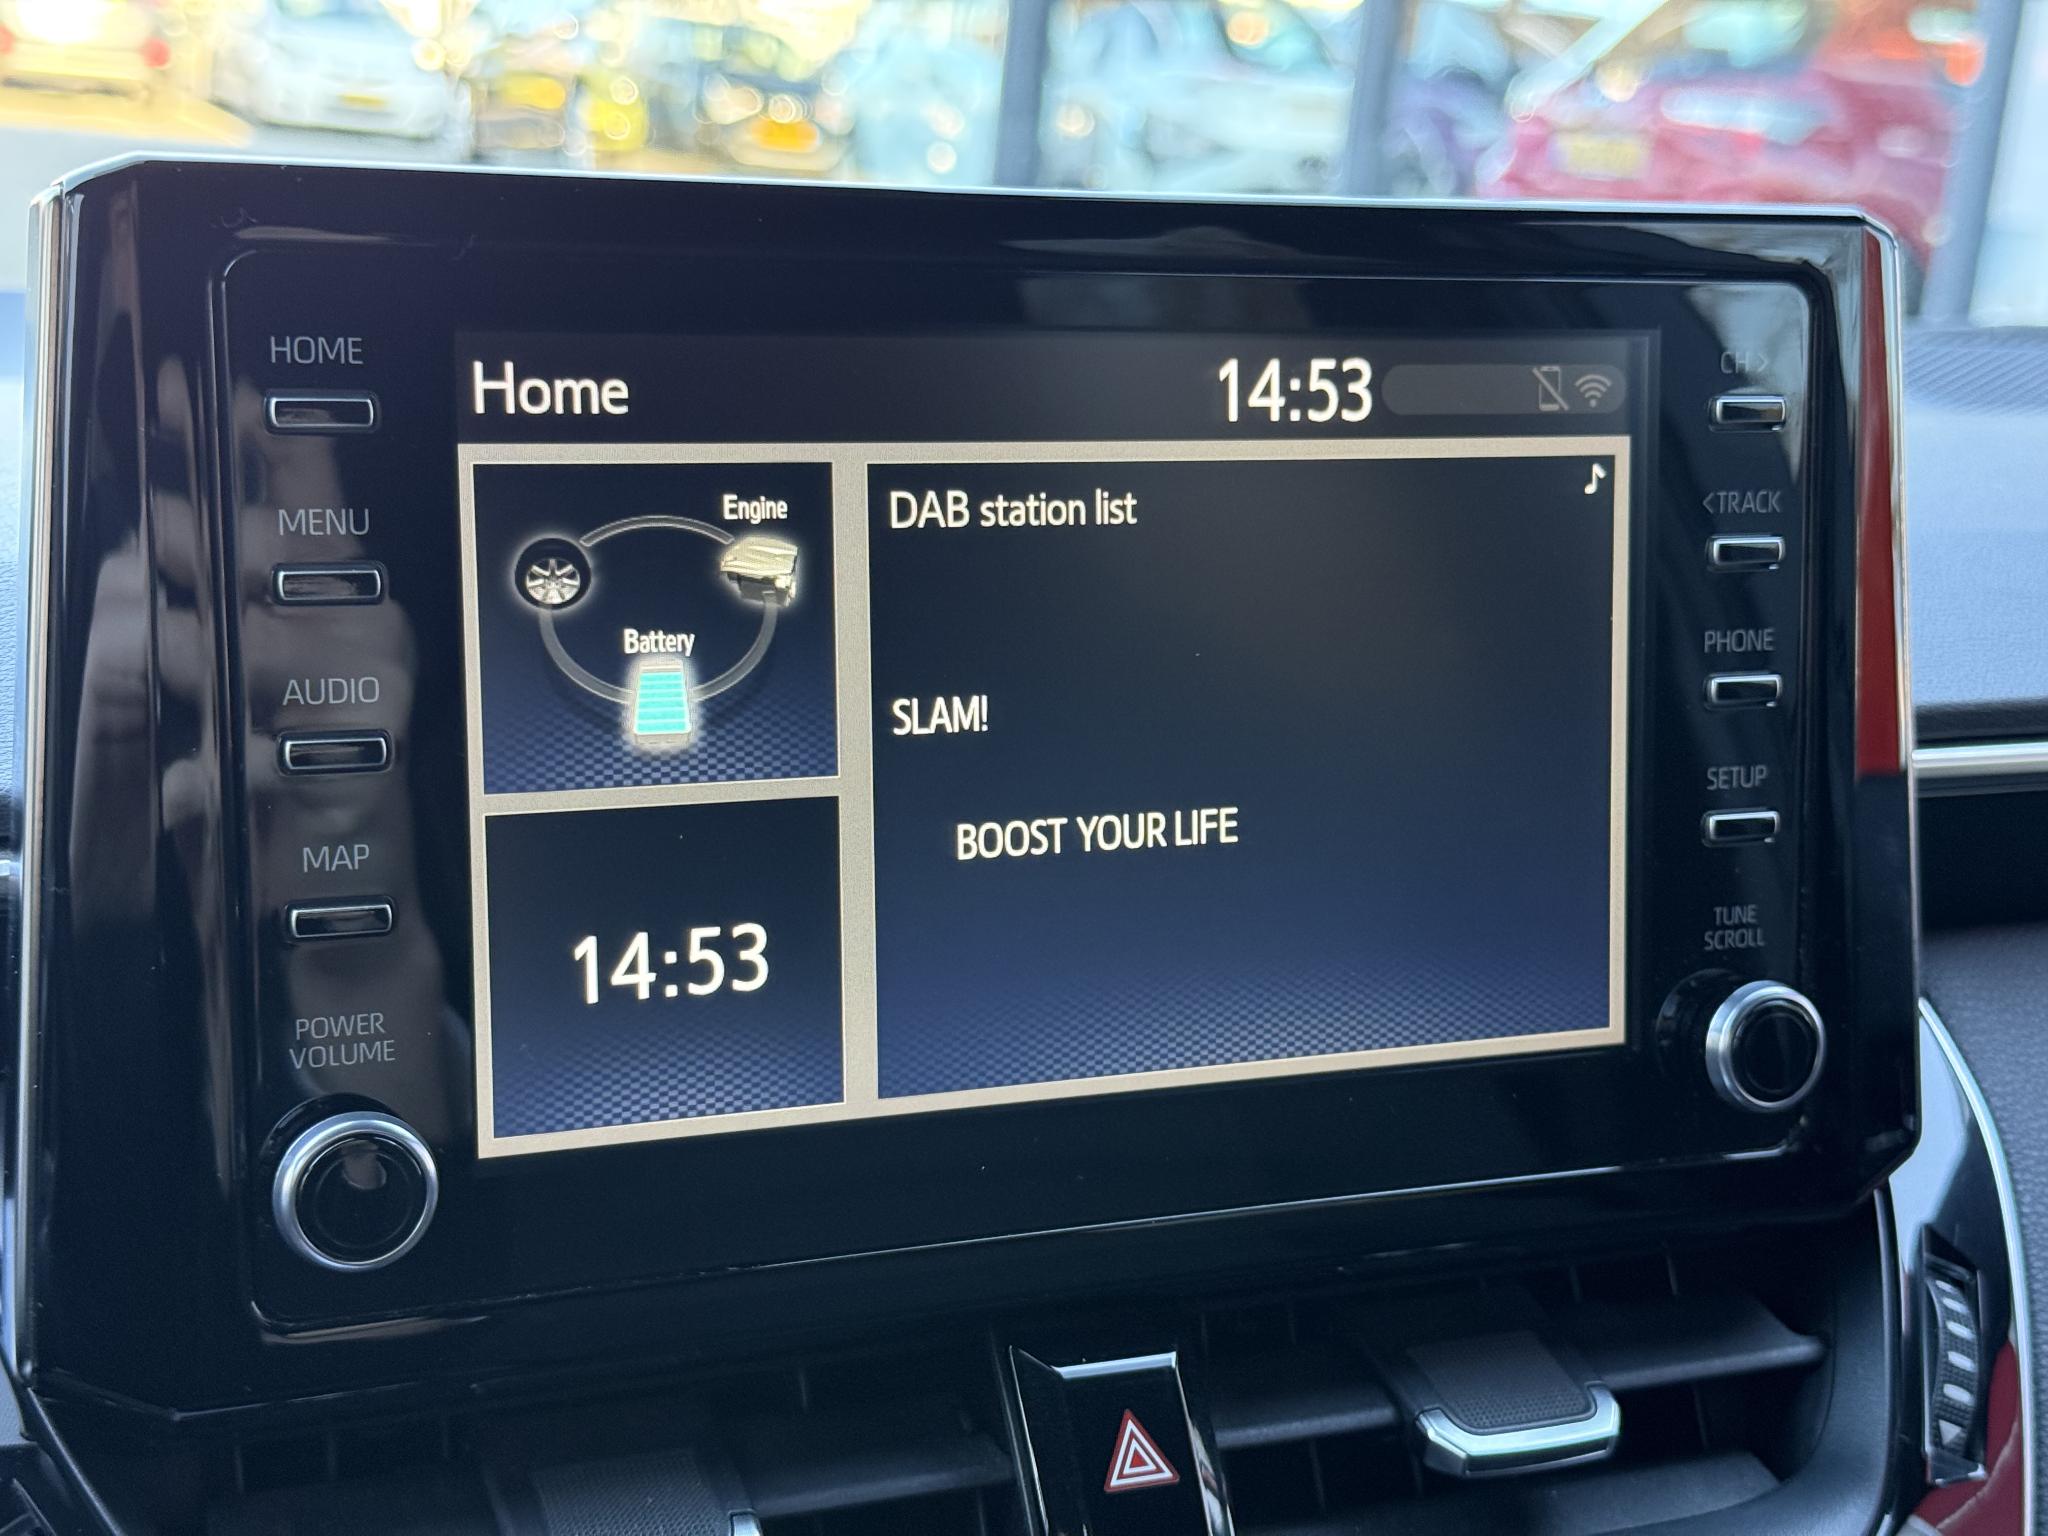 HOME
MENU
AUDIO
MAP
POWER
VOLUME
Home
14:53
Engine
Battery
14:53
DAB station list
SLAM!
BOOST YOUR LIFE
CH >
<TRACK
PHONE
SETUP
TUNE
SCROLL